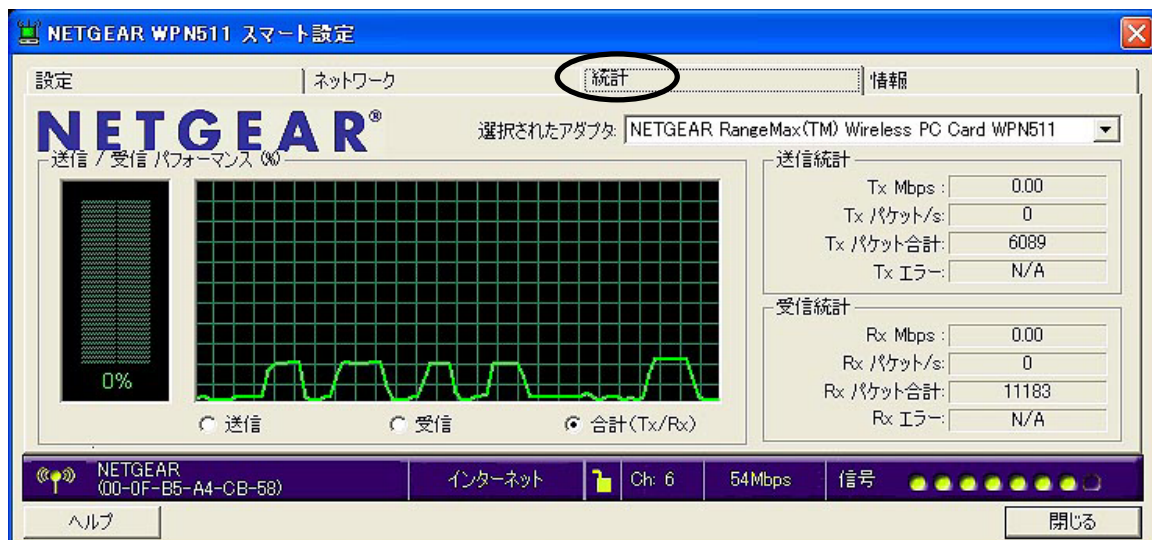 NETGEAR WPN511 スマート設定
設定 ネットワーク 統計 情報
NETGEAR®
選択されたアダプタ: NETGEAR RangeMax(TM) Wireless PC Card WPN511
送信 / 受信 パフォーマンス (%)
0%
送信 受信 合計(Tx/Rx)
送信統計
Tx Mbps : 0.00
Tx パケット/s: 0
Tx パケット合計: 6089
Tx エラー: N/A
受信統計
Rx Mbps : 0.00
Rx パケット/s: 0
Rx パケット合計: 11183
Rx エラー: N/A
NETGEAR
(00-0F-B5-A4-CB-58)
インターネット Ch: 6 54Mbps 信号
ヘルプ 閉じる